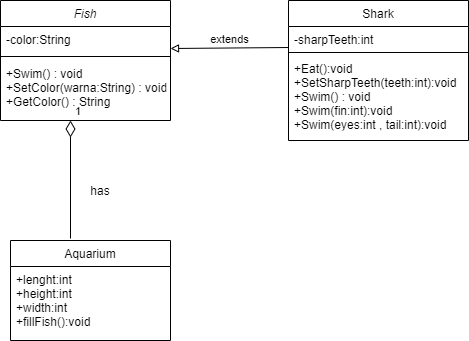 Fish
-color:String
+Swim() : void
+SetColor(warna:String) : void
+GetColor() : String
1
extends
Shark
-sharpTeeth:int
+Eat():void
+SetSharpTeeth(teeth:int):void
+Swim() : void
+Swim(fin:int):void
+Swim(eyes:int , tail:int):void
has
Aquarium
+lenght:int
+height:int
+width:int
+fillFish():void